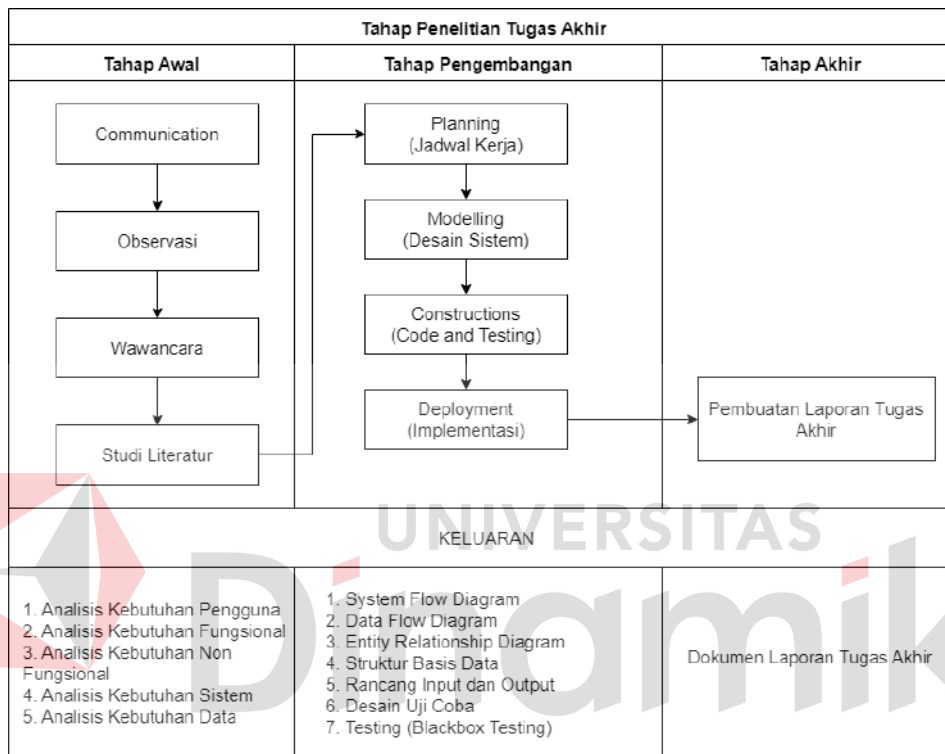 Tahap Penelitian Tugas Akhir
Tahap Awal
Tahap Pengembangan
Tahap Akhir
Communication
Observasi
Wawancara
Studi Literatur
Planning
(Jadwal Kerja)
Modelling
(Desain Sistem)
Constructions
(Code and Testing)
Deployment
(Implementasi)
Pembuatan Laporan Tugas
Akhir
UNIVERSITAS
Dinamik
KELUARAN
1. Analisis Kebutuhan Pengguna
2. Analisis Kebutuhan Fungsional
3. Analisis Kebutuhan Non
Fungsional
4. Analisis Kebutuhan Sistem
5. Analisis Kebutuhan Data
1. System Flow Diagram
2. Data Flow Diagram
3. Entity Relationship Diagram
4. Struktur Basis Data
5. Rancang Input dan Output
6. Desain Uji Coba
7. Testing (Blackbox Testing)
Dokumen Laporan Tugas Akhir